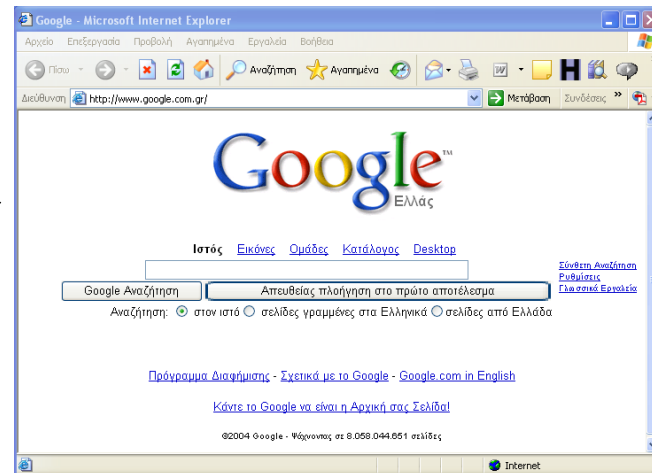 Google - Microsoft Internet Explorer
Αρχείο Επεξεργασία Προβολή Αγαπημένα Εργαλεία Βοήθεια
Πίσω Αναζήτηση Αγαπημένα
Διεύθυνση http://www.google.com.gr/ Μετάβαση Συνδέσεις »
Google™
Ελλάς
Ιστός Εικόνες Ομάδες Κατάλογος Desktop
Σύνθετη Αναζήτηση
Ρυθμίσεις
Γλωσσικά Εργαλεία
Google Αναζήτηση Απευθείας πλοήγηση στο πρώτο αποτέλεσμα
Αναζήτηση: στον ιστό σελίδες γραμμένες στα Ελληνικά σελίδες από Ελλάδα
Πρόγραμμα Διαφήμισης - Σχετικά με το Google - Google.com in English
Κάντε το Google να είναι η Αρχική σας Σελίδα!
©2004 Google - Ψάχνοντας σε 8.058.044.651 σελίδες
Internet